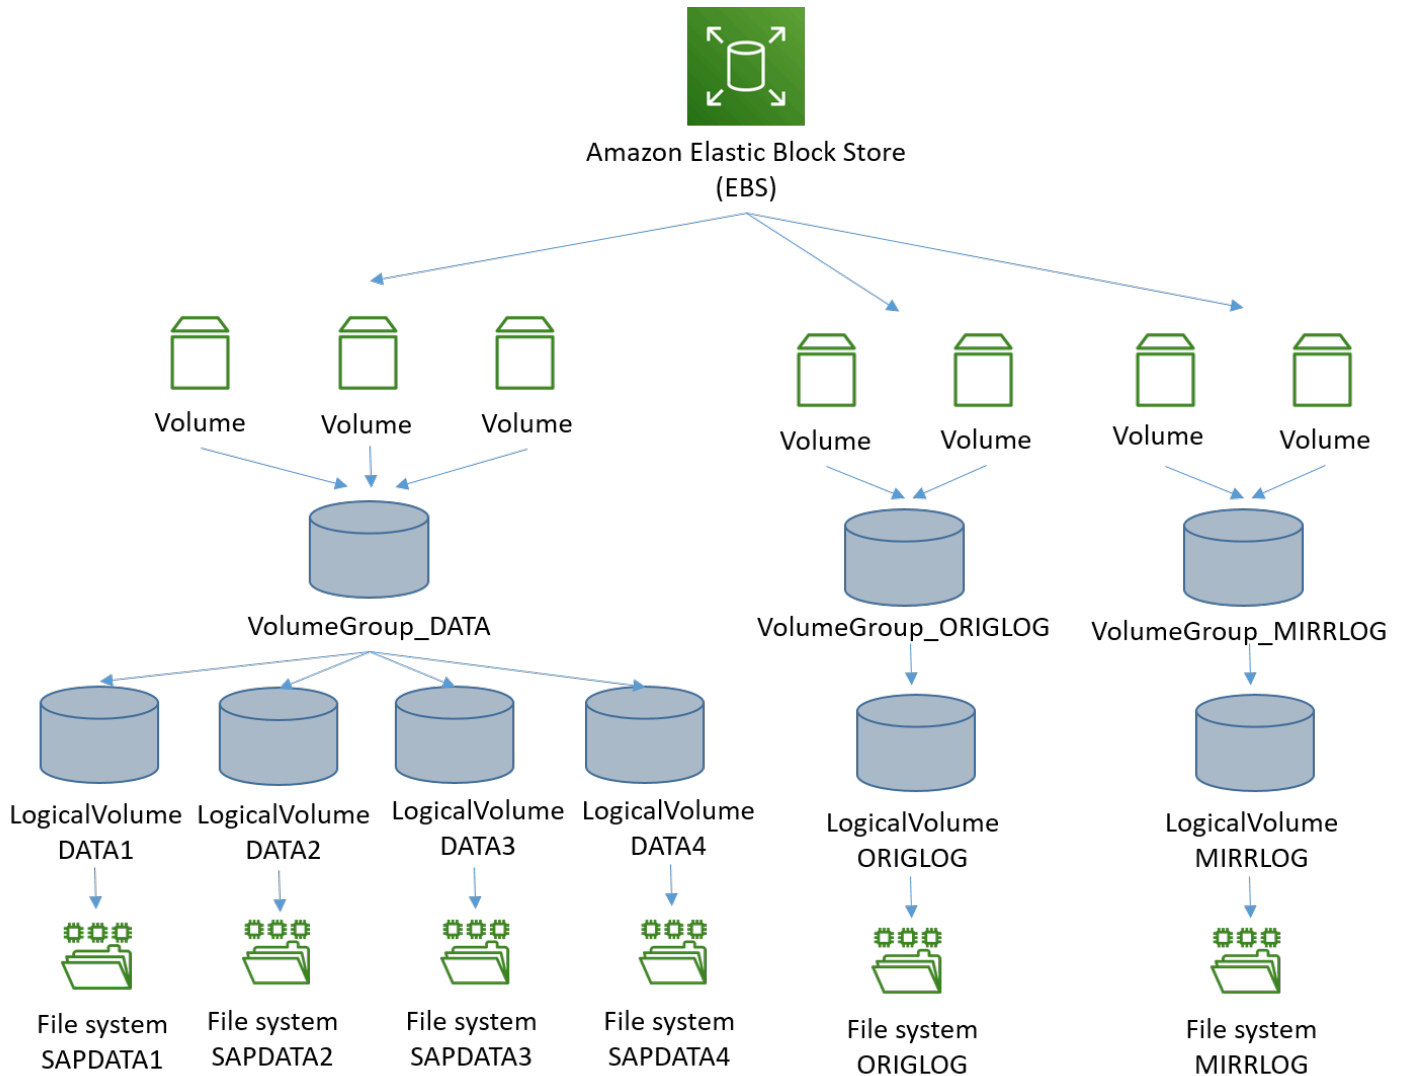 Amazon Elastic Block Store
(EBS)
Volume
Volume
Volume
Volume
Volume
Volume
Volume
VolumeGroup_DATA
VolumeGroup_ORIGLOG
VolumeGroup_MIRRLOG
LogicalVolume
DATA1
LogicalVolume
DATA2
LogicalVolume
DATA3
LogicalVolume
DATA4
LogicalVolume
ORIGLOG
LogicalVolume
MIRRLOG
File system
SAPDATA1
File system
SAPDATA2
File system
SAPDATA3
File system
SAPDATA4
File system
ORIGLOG
File system
MIRRLOG